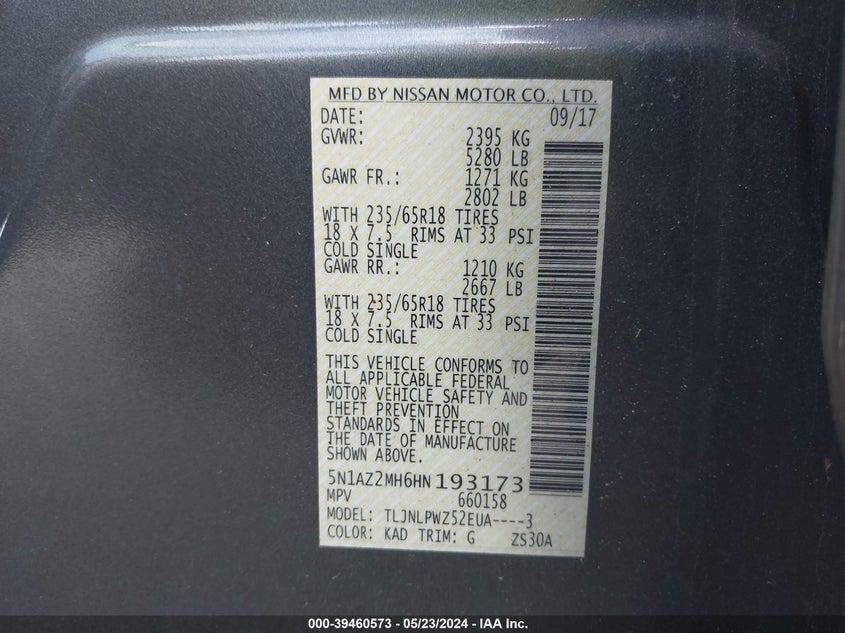 MFD BY NISSAN MOTOR CO., LTD.
DATE: 09/17
GVWR: 2395 KG
5280 LB
GAWR FR.: 1271 KG
2802 LB
WITH 235/65R18 TIRES
18 X 7.5 RIMS AT 33 PSI
COLD SINGLE
GAWR RR.: 1210 KG
2667 LB
WITH 235/65R18 TIRES
18 X 7.5 RIMS AT 33 PSI
COLD SINGLE
THIS VEHICLE CONFORMS TO
ALL APPLICABLE FEDERAL
MOTOR VEHICLE SAFETY AND
THEFT PREVENTION
STANDARDS IN EFFECT ON
THE DATE OF MANUFACTURE
SHOWN ABOVE.
5N1AZ2MH6HN193173
MPV 660158
MODEL: TLJNLPWZ52EUA----3
COLOR: KAD TRIM: G ZS30A
000-39460573 - 05/23/2024 - IAA Inc.